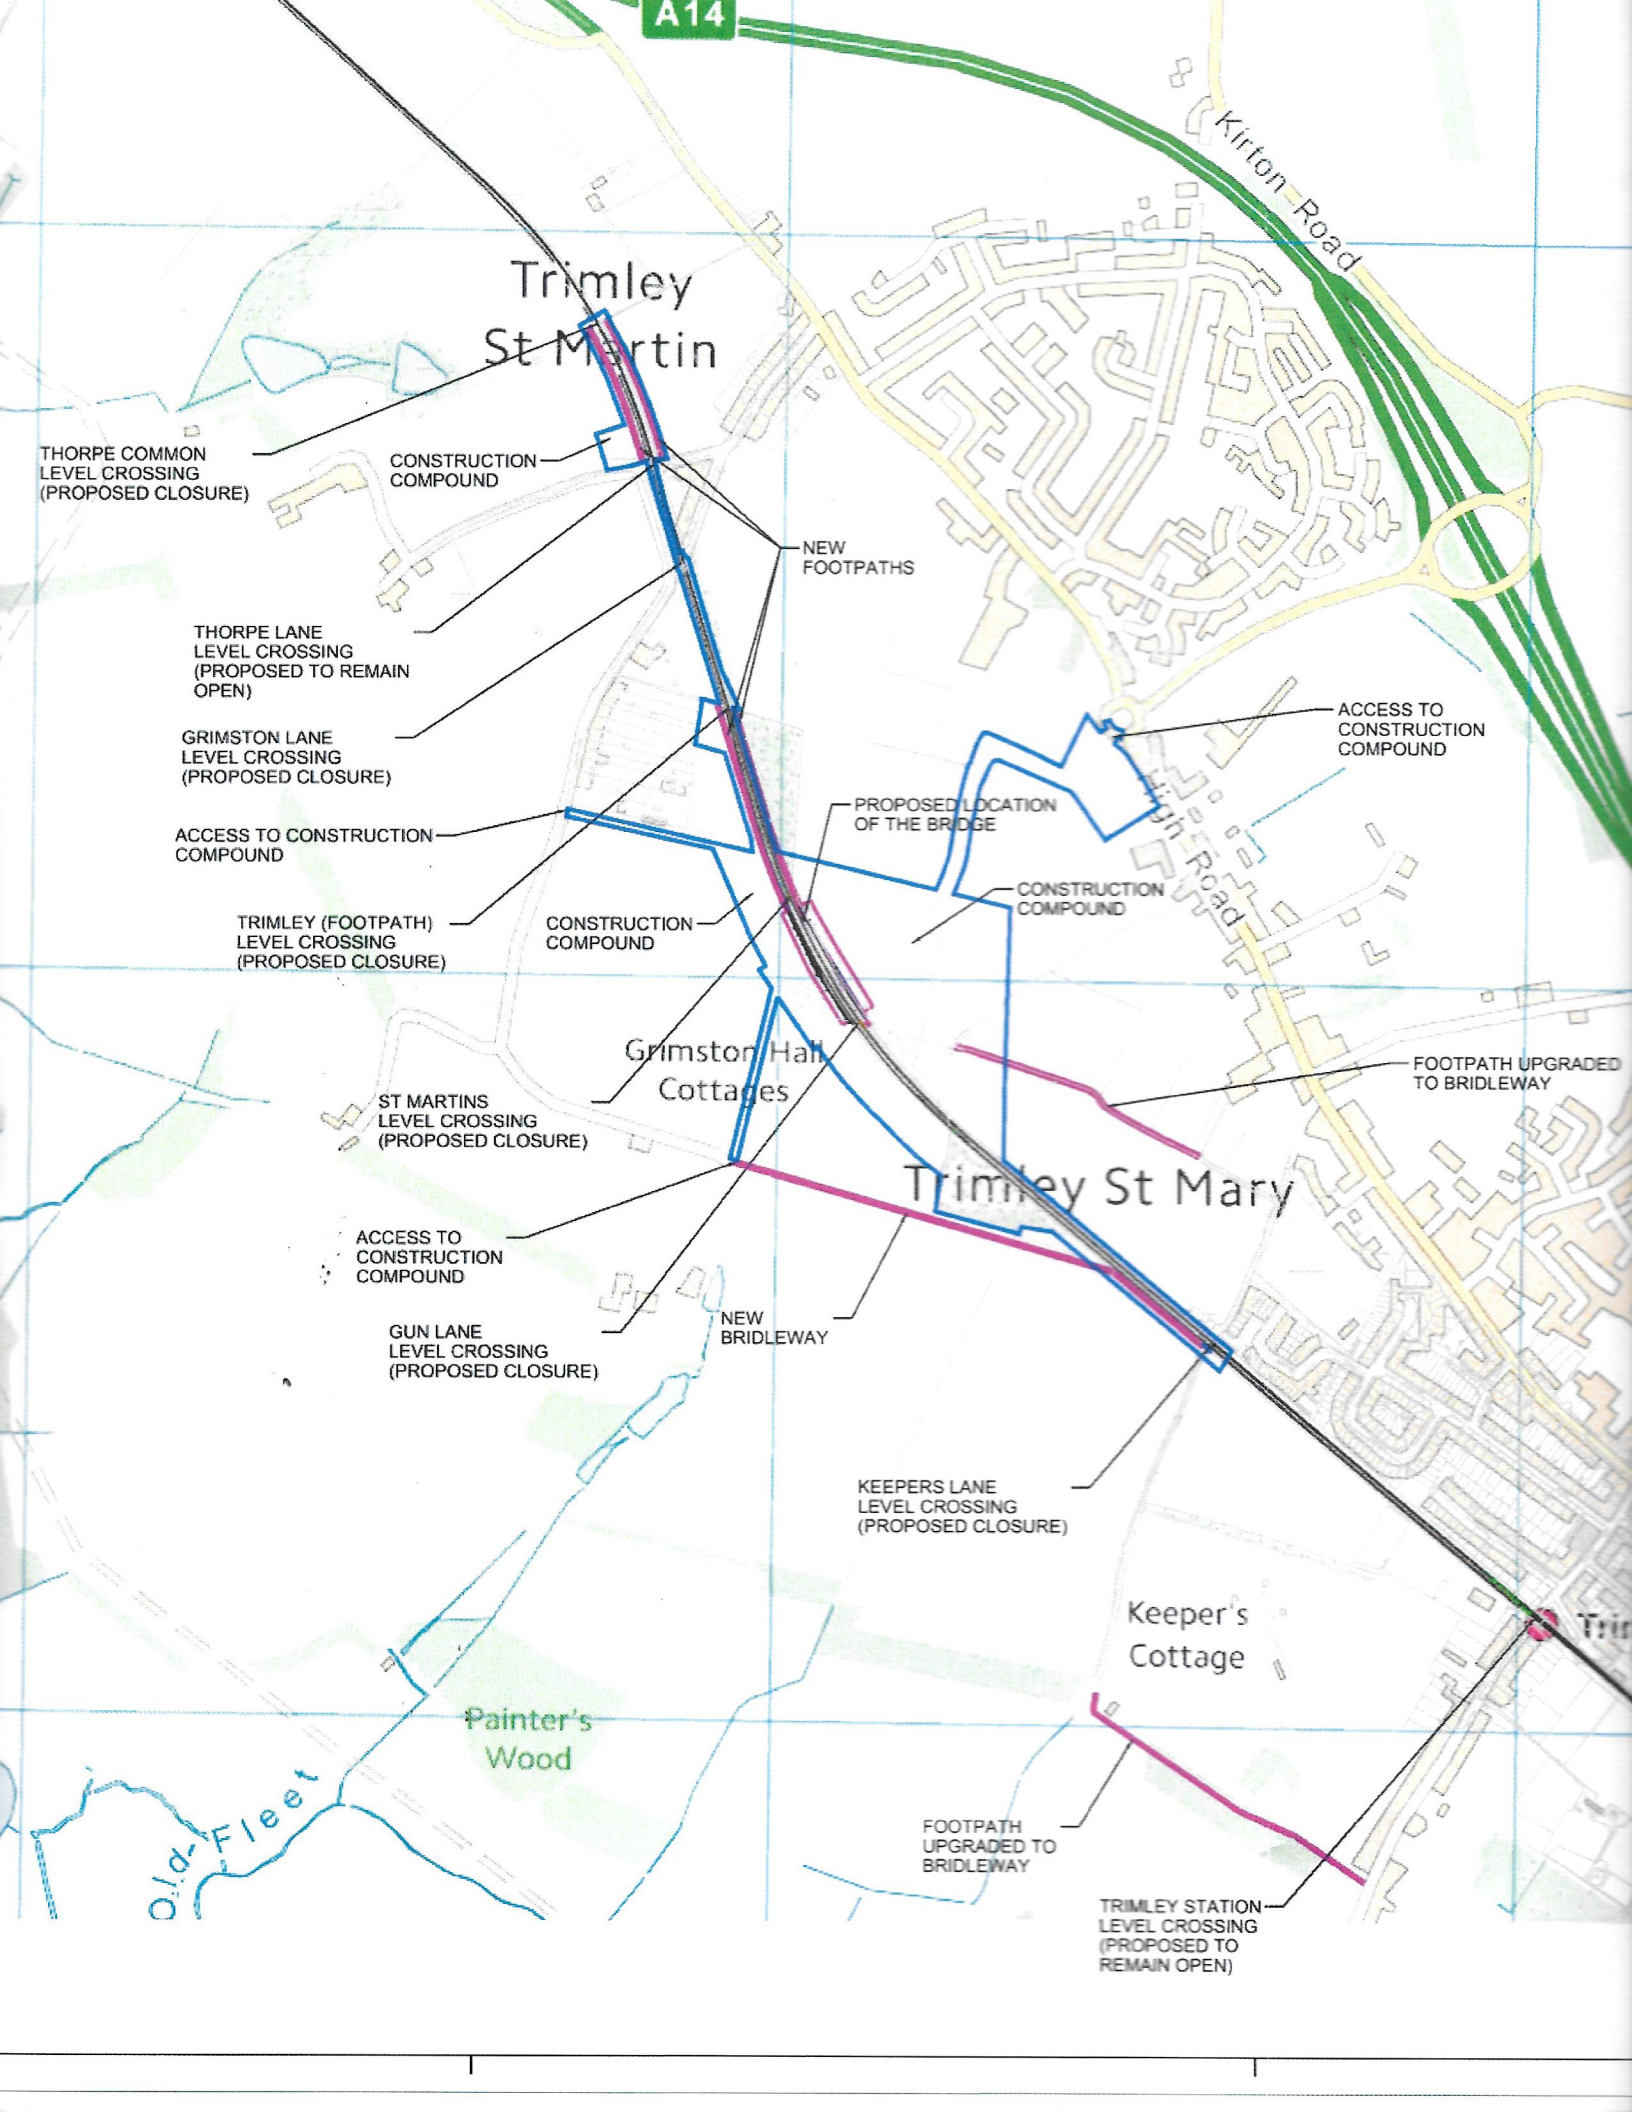 A14
Kirton Road
Trimley
St Martin
THORPE COMMON
LEVEL CROSSING
(PROPOSED CLOSURE)
CONSTRUCTION
COMPOUND
NEW
FOOTPATHS
THORPE LANE
LEVEL CROSSING
(PROPOSED TO REMAIN
OPEN)
GRIMSTON LANE
LEVEL CROSSING
(PROPOSED CLOSURE)
ACCESS TO
CONSTRUCTION
COMPOUND
High Road
PROPOSED LOCATION
OF THE BRIDGE
ACCESS TO CONSTRUCTION
COMPOUND
TRIMLEY (FOOTPATH)
LEVEL CROSSING
(PROPOSED CLOSURE)
CONSTRUCTION
COMPOUND
CONSTRUCTION
COMPOUND
Grimston Hall
Cottages
FOOTPATH UPGRADED
TO BRIDLEWAY
ST MARTINS
LEVEL CROSSING
(PROPOSED CLOSURE)
Trimley St Mary
ACCESS TO
CONSTRUCTION
COMPOUND
NEW
BRIDLEWAY
GUN LANE
LEVEL CROSSING
(PROPOSED CLOSURE)
KEEPERS LANE
LEVEL CROSSING
(PROPOSED CLOSURE)
Keeper's
Cottage
Painter's
Wood
Old Fleet
FOOTPATH
UPGRADED TO
BRIDLEWAY
TRIMLEY STATION
LEVEL CROSSING
(PROPOSED TO
REMAIN OPEN)